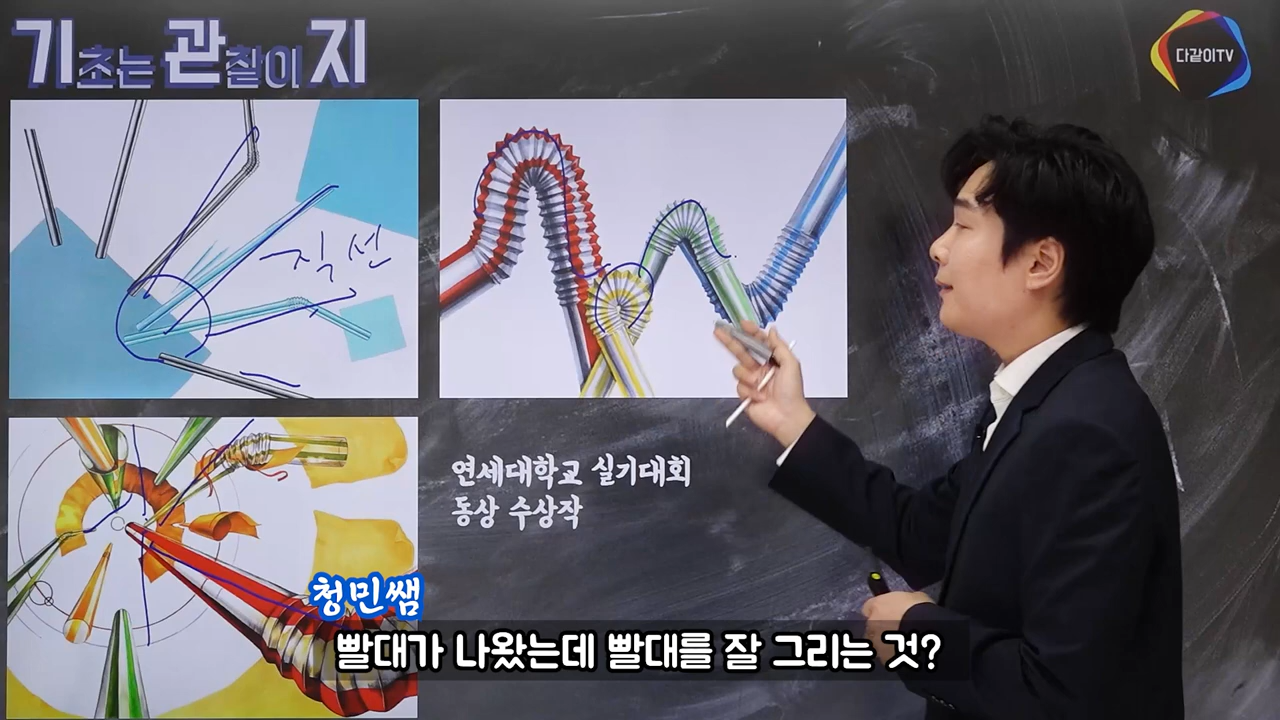 기초는 관찰이지
다같이TV
직선
연세대학교 실기대회
동상 수상작
청민쌤
빨대가 나왔는데 빨대를 잘 그리는 것?